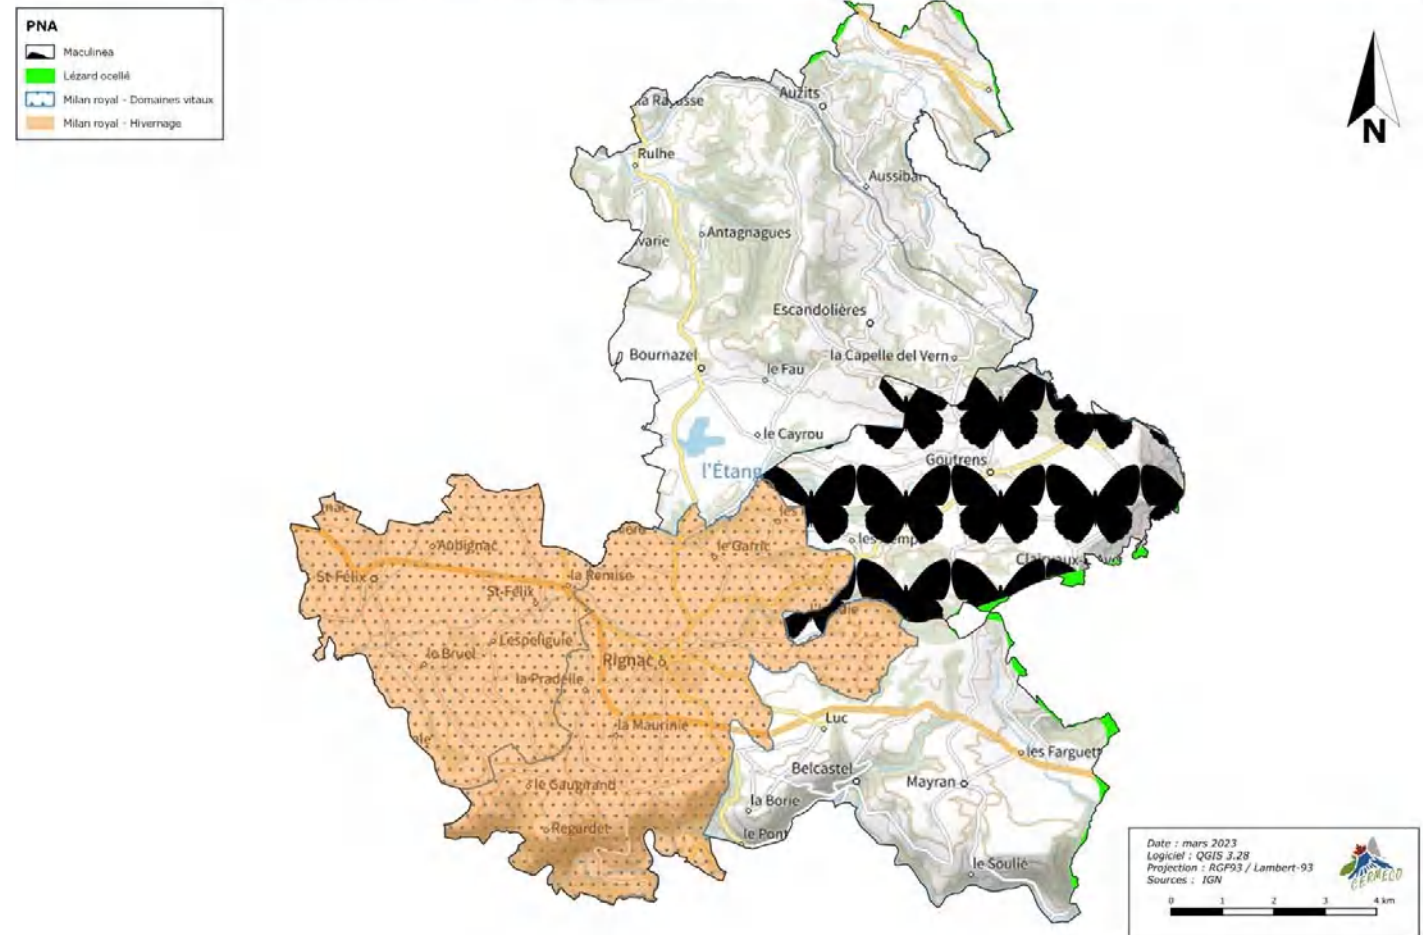 PNA
Maculinea
Lézard ocellé
Milan royal - Domaines vitaux
Milan royal - Hivernage
N
Auzits
Rulhe
Antagnagues
Escandolières
Bournazel
la Capelle del Vern
le Fau
le Cayrou
l'Étang
Goutrens
Aubignac
le Garric
St-Félix
la Remise
St-Félix
Lespeliguie
le Bruel
Rignac
la Pradelle
la Maurinie
Luc
les Farguett
Belcastel
Mayran
le Gaugirand
la Borie
le Pont
Regardet
le Soulié
Date : mars 2023
Logiciel : QGIS 3.28
Projection : RGF93 / Lambert-93
Sources : IGN
CERMECO
0 1 2 3 4 km